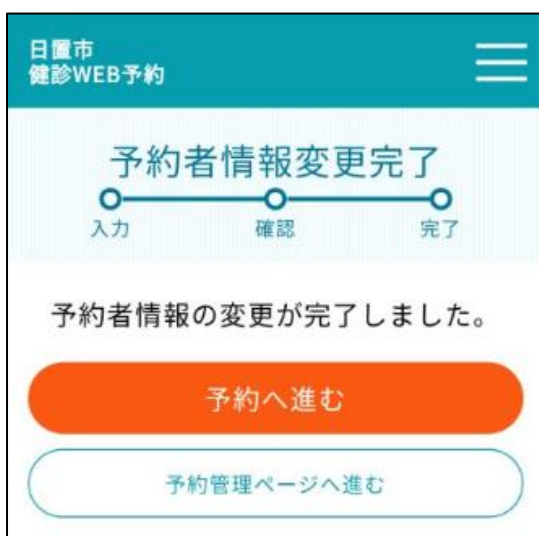 日置市
健診WEB予約
予約者情報変更完了
入力 確認 完了
予約者情報の変更が完了しました。
予約へ進む
予約管理ページへ進む